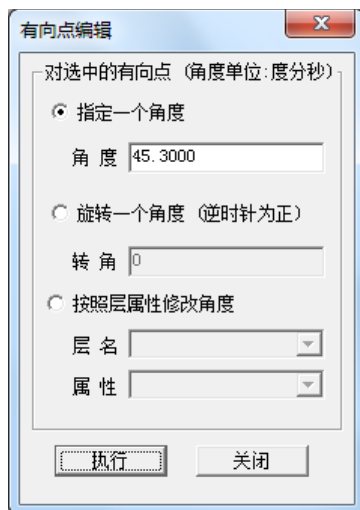 有向点编辑
对选中的有向点 (角度单位:度分秒)
指定一个角度
角 度 45.3000
旋转一个角度 (逆时针为正)
转 角 0
按照层属性修改角度
层 名
属 性
执行 关闭